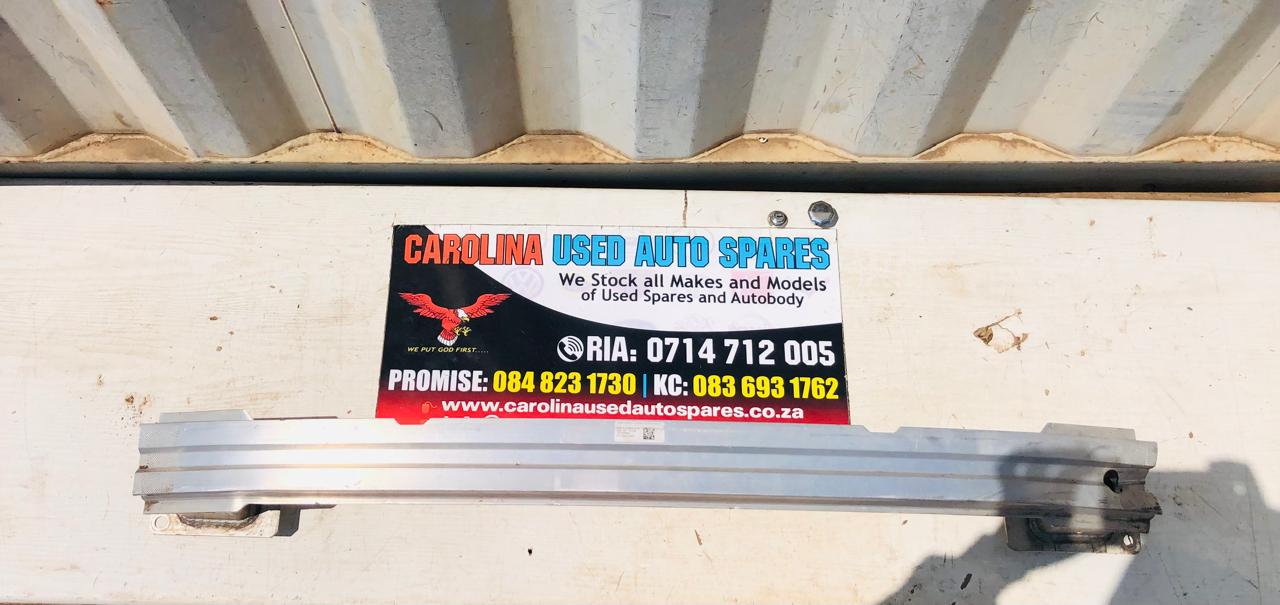 CAROLINA USED AUTO SPARES
We Stock all Makes and Models
of Used Spares and Autobody
WE PUT GOD FIRST.....
RIA: 0714 712 005
PROMISE: 084 823 1730 | KC: 083 693 1762
www.carolinausedautospares.co.za